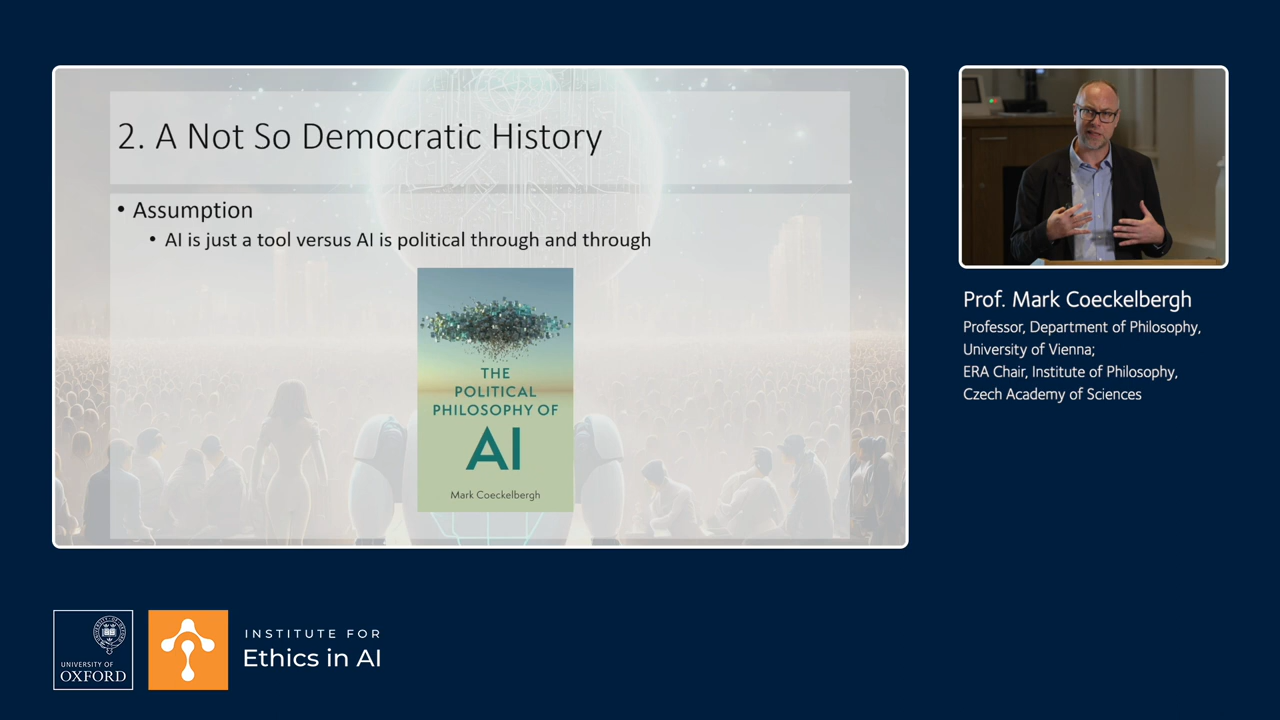 2. A Not So Democratic History
• Assumption
• AI is just a tool versus AI is political through and through
THE
POLITICAL
PHILOSOPHY OF
AI
Mark Coeckelbergh
Prof. Mark Coeckelbergh
Professor, Department of Philosophy,
University of Vienna;
ERA Chair, Institute of Philosophy,
Czech Academy of Sciences
UNIVERSITY OF
OXFORD
INSTITUTE FOR
Ethics in AI